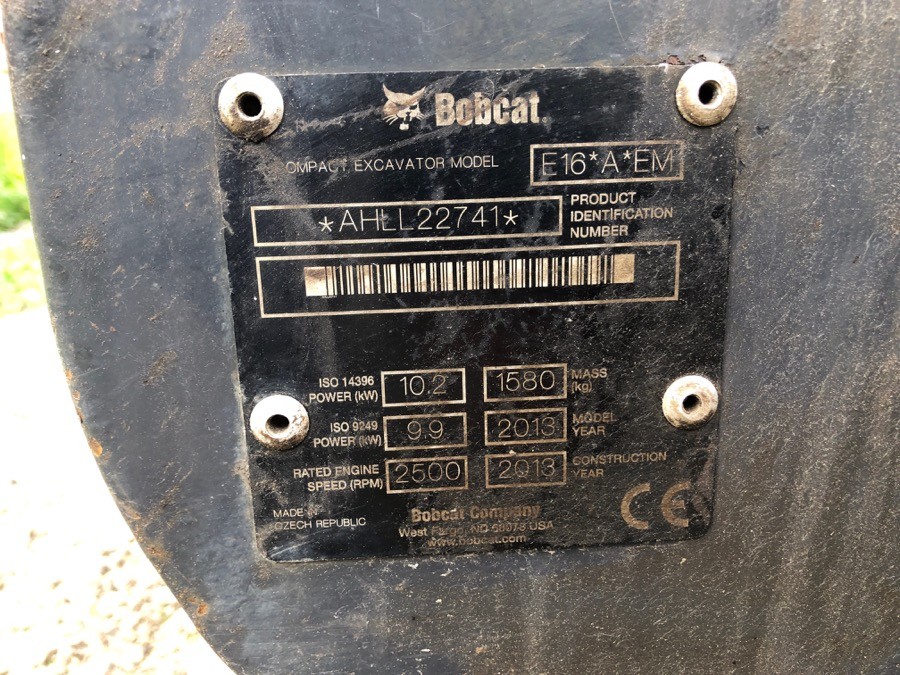 Bobcat
OMPACT EXCAVATOR MODEL E16*A*EM
*AHLL22741*
PRODUCT
IDENTIFICATION
NUMBER
ISO 14396
POWER (kW) 10.2
1580 MASS
(kg)
ISO 9249
POWER (kW) 9.9
2013 MODEL
YEAR
RATED ENGINE
SPEED (RPM) 2500
2013 CONSTRUCTION
YEAR
MADE IN
CZECH REPUBLIC
Bobcat Company
West Fargo, ND 58078 USA
www.bobcat.com
CE